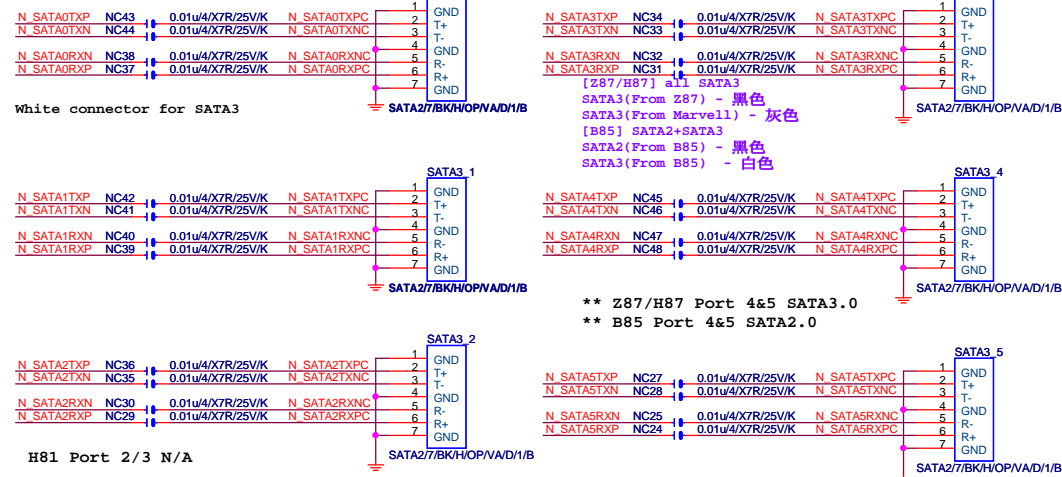 1 GND
N_SATA0TXP NC43 0.01u/4/X7R/25V/K N_SATA0TXPC 2 T+
N_SATA0TXN NC44 0.01u/4/X7R/25V/K N_SATA0TXNC 3 T-
4 GND
N_SATA0RXN NC38 0.01u/4/X7R/25V/K N_SATA0RXNC 5 R-
N_SATA0RXP NC37 0.01u/4/X7R/25V/K N_SATA0RXPC 6 R+
7 GND
White connector for SATA3
SATA2/7/BK/H/OP/VA/D/1/B
1 GND
N_SATA3TXP NC34 0.01u/4/X7R/25V/K N_SATA3TXPC 2 T+
N_SATA3TXN NC33 0.01u/4/X7R/25V/K N_SATA3TXNC 3 T-
4 GND
N_SATA3RXN NC32 0.01u/4/X7R/25V/K N_SATA3RXNC 5 R-
N_SATA3RXP NC31 0.01u/4/X7R/25V/K N_SATA3RXPC 6 R+
7 GND
SATA2/7/BK/H/OP/VA/D/1/B
[Z87/H87] all SATA3
SATA3(From Z87) - 黑色
SATA3(From Marvell) - 灰色
[B85] SATA2+SATA3
SATA2(From B85) - 黑色
SATA3(From B85) - 白色
SATA3_1
1 GND
N_SATA1TXP NC42 0.01u/4/X7R/25V/K N_SATA1TXPC 2 T+
N_SATA1TXN NC41 0.01u/4/X7R/25V/K N_SATA1TXNC 3 T-
4 GND
N_SATA1RXN NC40 0.01u/4/X7R/25V/K N_SATA1RXNC 5 R-
N_SATA1RXP NC39 0.01u/4/X7R/25V/K N_SATA1RXPC 6 R+
7 GND
SATA2/7/BK/H/OP/VA/D/1/B
SATA3_4
1 GND
N_SATA4TXP NC45 0.01u/4/X7R/25V/K N_SATA4TXPC 2 T+
N_SATA4TXN NC46 0.01u/4/X7R/25V/K N_SATA4TXNC 3 T-
4 GND
N_SATA4RXN NC47 0.01u/4/X7R/25V/K N_SATA4RXNC 5 R-
N_SATA4RXP NC48 0.01u/4/X7R/25V/K N_SATA4RXPC 6 R+
7 GND
SATA2/7/BK/H/OP/VA/D/1/B
** Z87/H87 Port 4&5 SATA3.0
** B85 Port 4&5 SATA2.0
SATA3_2
1 GND
N_SATA2TXP NC36 0.01u/4/X7R/25V/K N_SATA2TXPC 2 T+
N_SATA2TXN NC35 0.01u/4/X7R/25V/K N_SATA2TXNC 3 T-
4 GND
N_SATA2RXN NC30 0.01u/4/X7R/25V/K N_SATA2RXNC 5 R-
N_SATA2RXP NC29 0.01u/4/X7R/25V/K N_SATA2RXPC 6 R+
7 GND
SATA2/7/BK/H/OP/VA/D/1/B
H81 Port 2/3 N/A
SATA3_5
1 GND
N_SATA5TXP NC27 0.01u/4/X7R/25V/K N_SATA5TXPC 2 T+
N_SATA5TXN NC28 0.01u/4/X7R/25V/K N_SATA5TXNC 3 T-
4 GND
N_SATA5RXN NC25 0.01u/4/X7R/25V/K N_SATA5RXNC 5 R-
N_SATA5RXP NC24 0.01u/4/X7R/25V/K N_SATA5RXPC 6 R+
7 GND
SATA2/7/BK/H/OP/VA/D/1/B